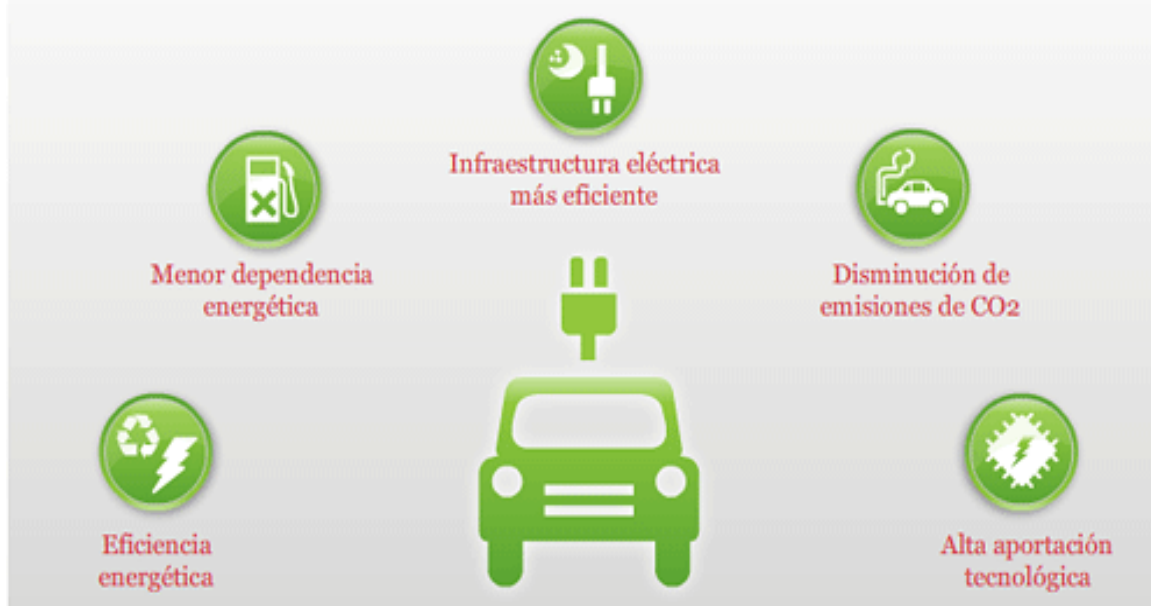 Infraestructura eléctrica
más eficiente
Menor dependencia
energética
Disminución de
emisiones de CO2
Eficiencia
energética
Alta aportación
tecnológica